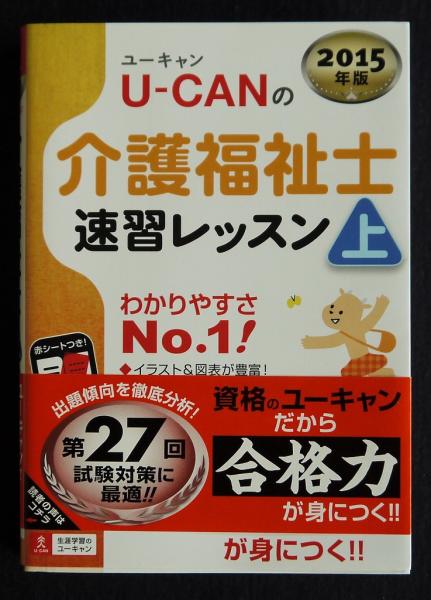 2015
年版
ユーキャン
U-CANの
介護福祉士
速習レッスン
上
わかりやすさ
No.1!
赤シートつき!
◆イラスト&図表が豊富!
出題傾向を徹底分析!
第27回
試験対策に
最適!!
読者の声は
コチラ
U-CAN
生涯学習の
ユーキャン
資格のユーキャン
だから
合格力
が身につく!!
が身につく!!